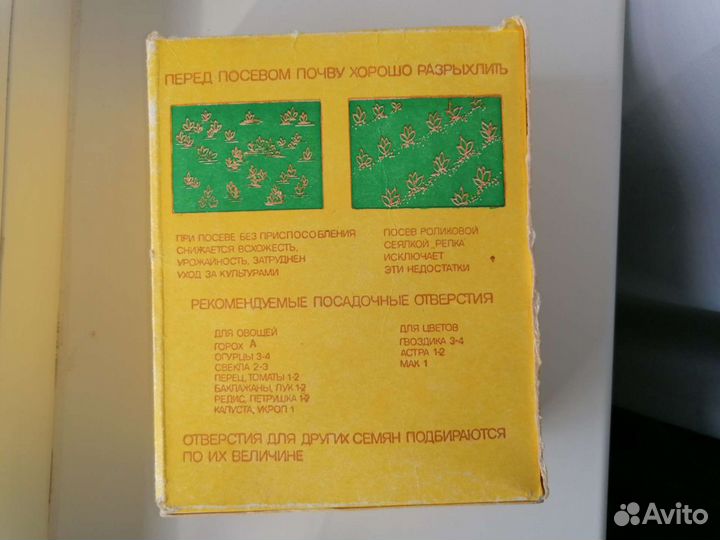 ПЕРЕД ПОСЕВОМ ПОЧВУ ХОРОШО РАЗРЫХЛИТЬ
ПРИ ПОСЕВЕ БЕЗ ПРИСПОСОБЛЕНИЯ
СНИЖАЕТСЯ ВСХОЖЕСТЬ,
УРОЖАЙНОСТЬ, ЗАТРУДНЕН
УХОД ЗА КУЛЬТУРАМИ
ПОСЕВ РОЛИКОВОЙ
СЕЯЛКОЙ „РЕПКА"
ИСКЛЮЧАЕТ
ЭТИ НЕДОСТАТКИ
РЕКОМЕНДУЕМЫЕ ПОСАДОЧНЫЕ ОТВЕРСТИЯ
ДЛЯ ОВОЩЕЙ
ГОРОХ А
ОГУРЦЫ 3-4
СВЕКЛА 2-3
ПЕРЕЦ, ТОМАТЫ 1-2
БАКЛАЖАНЫ, ЛУК 1-2
РЕДИС, ПЕТРУШКА 1-2
КАПУСТА, УКРОП 1
ДЛЯ ЦВЕТОВ
ГВОЗДИКА 3-4
АСТРА 1-2
МАК 1
ОТВЕРСТИЯ ДЛЯ ДРУГИХ СЕМЯН ПОДБИРАЮТСЯ
ПО ИХ ВЕЛИЧИНЕ
Avito